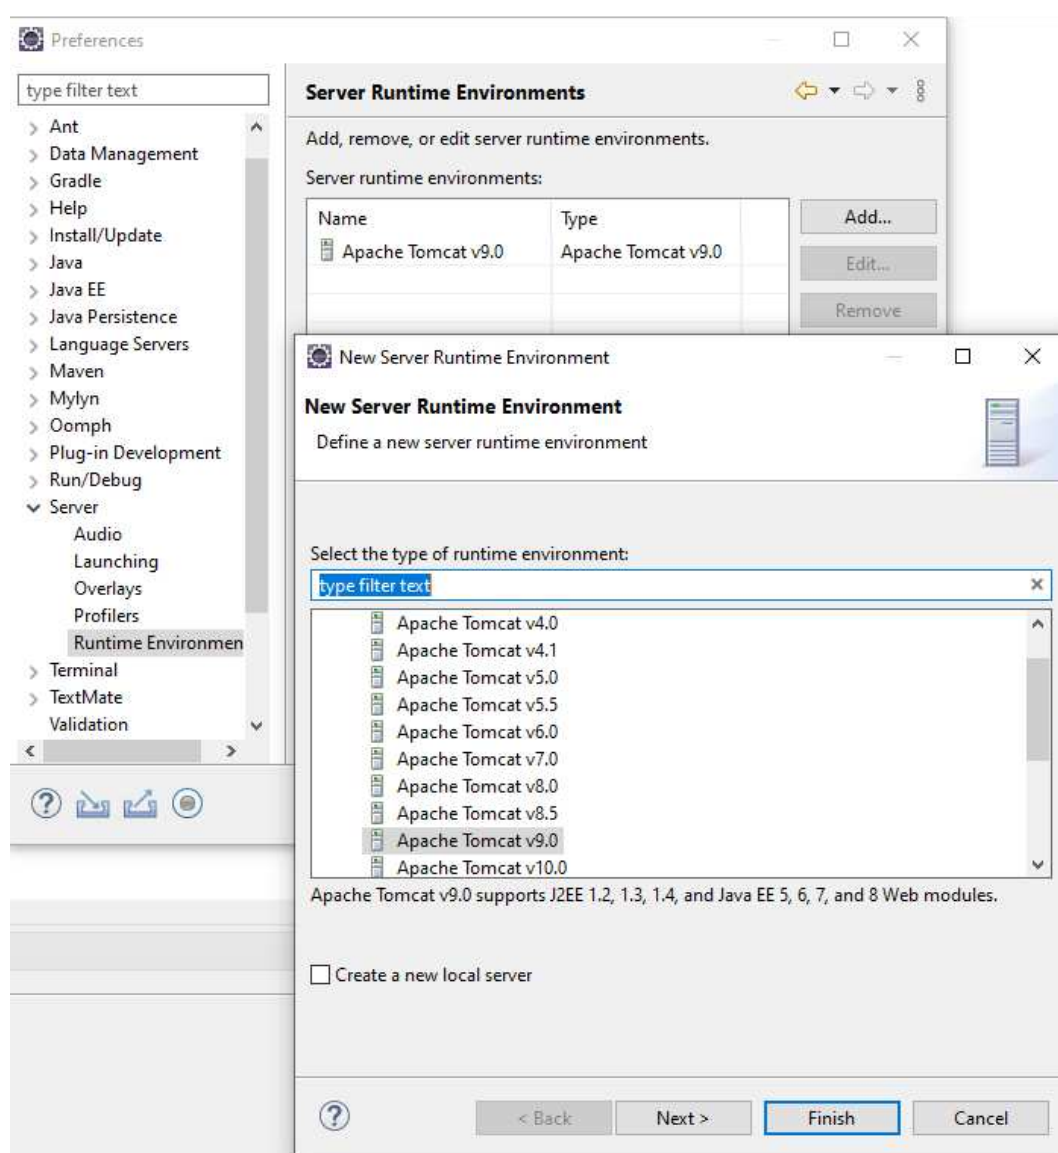 Preferences
type filter text
Ant
Data Management
Gradle
Help
Install/Update
Java
Java EE
Java Persistence
Language Servers
Maven
Mylyn
Oomph
Plug-in Development
Run/Debug
Server
Audio
Launching
Overlays
Profilers
Runtime Environmen
Terminal
TextMate
Validation
Server Runtime Environments
Add, remove, or edit server runtime environments.
Server runtime environments:
Name Type
Apache Tomcat v9.0 Apache Tomcat v9.0
Add...
Edit...
Remove
New Server Runtime Environment
New Server Runtime Environment
Define a new server runtime environment
Select the type of runtime environment:
type filter text
Apache Tomcat v4.0
Apache Tomcat v4.1
Apache Tomcat v5.0
Apache Tomcat v5.5
Apache Tomcat v6.0
Apache Tomcat v7.0
Apache Tomcat v8.0
Apache Tomcat v8.5
Apache Tomcat v9.0
Apache Tomcat v10.0
Apache Tomcat v9.0 supports J2EE 1.2, 1.3, 1.4, and Java EE 5, 6, 7, and 8 Web modules.
Create a new local server
? < Back Next > Finish Cancel